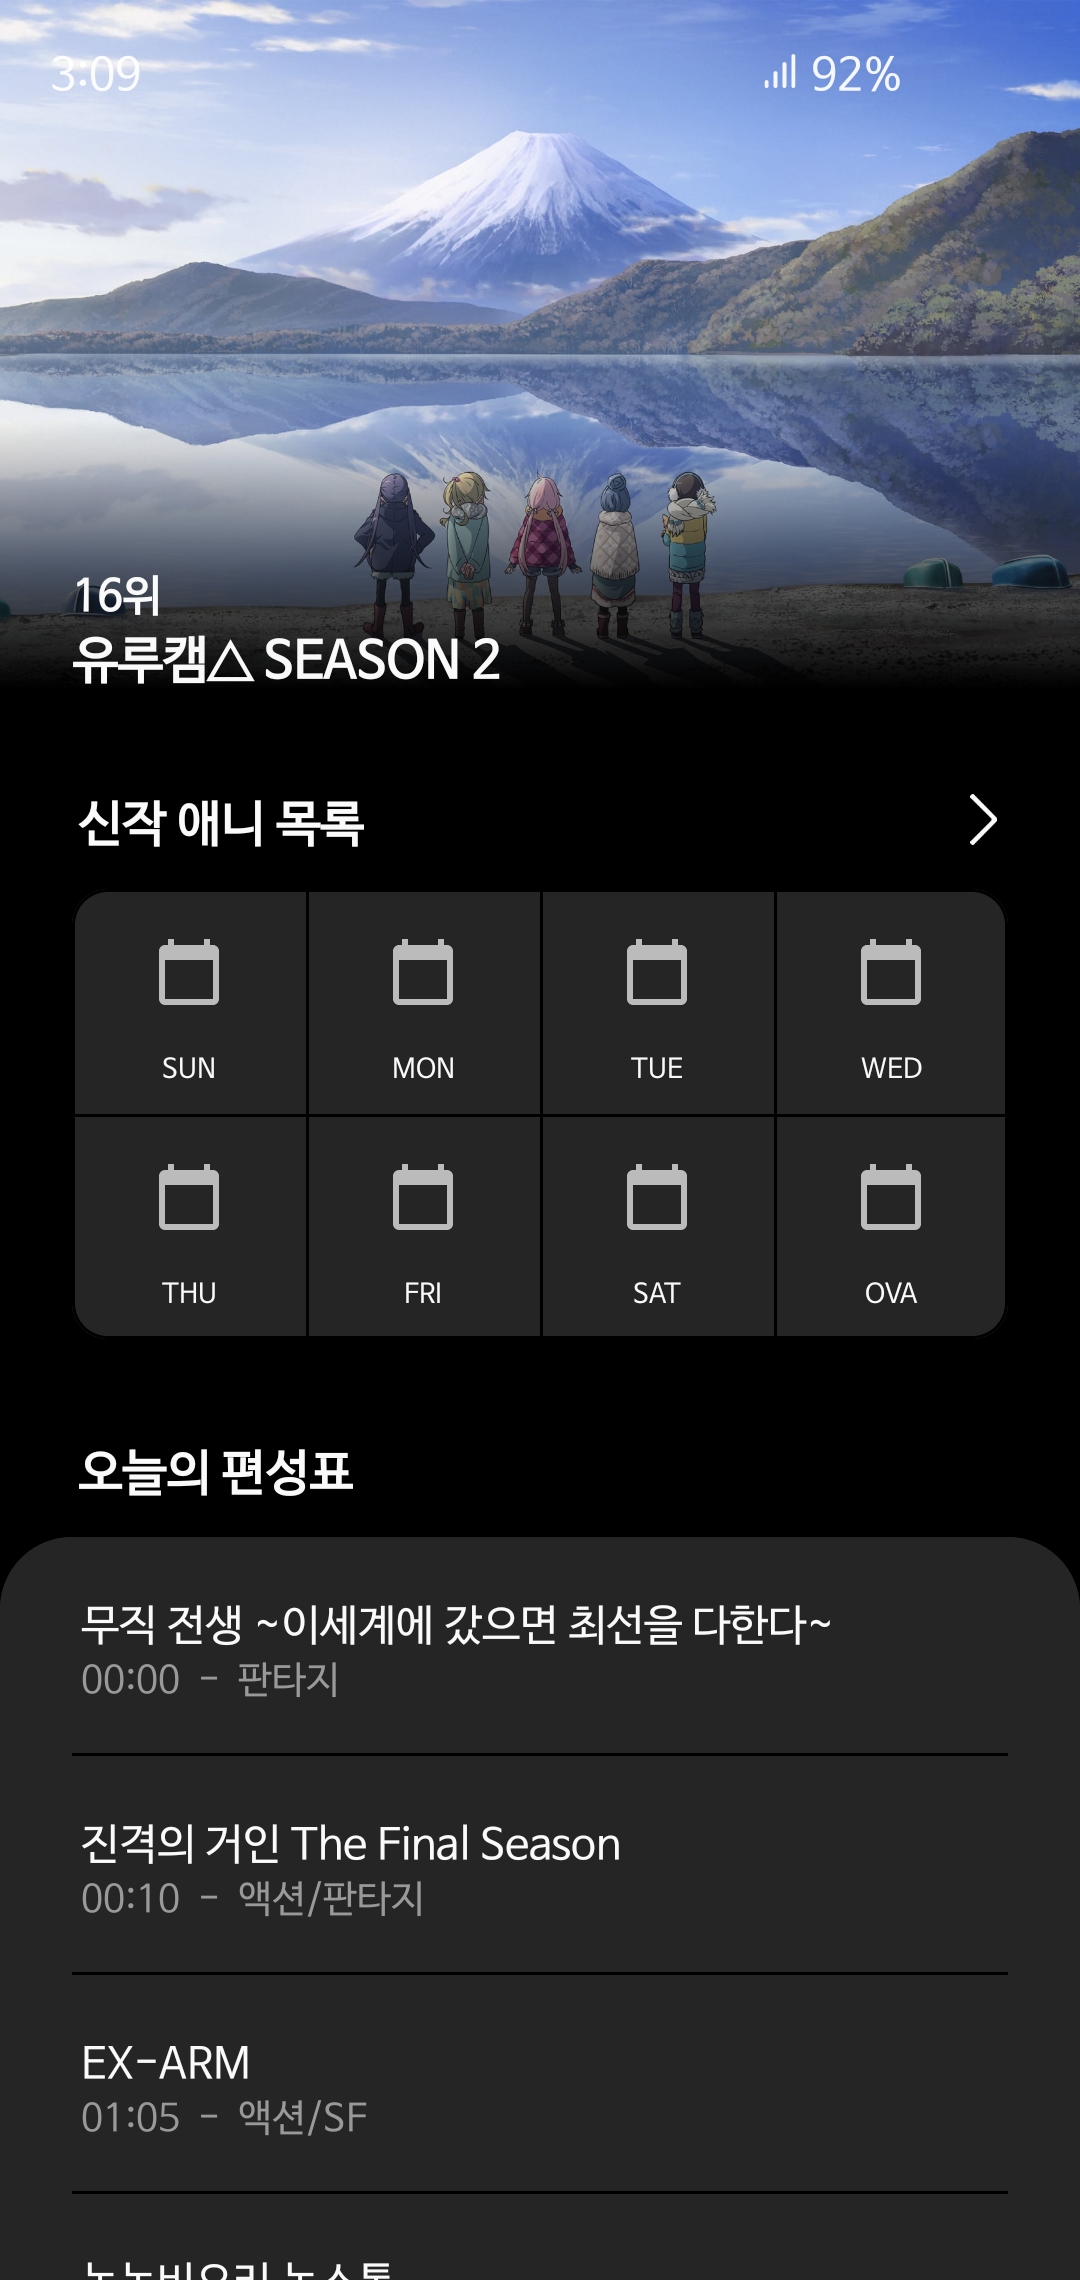 3:09
92%
16위
유루캠△ SEASON 2
신작 애니 목록
SUN
MON
TUE
WED
THU
FRI
SAT
OVA
오늘의 편성표
무직 전생 ~이세계에 갔으면 최선을 다한다~
00:00 - 판타지
진격의 거인 The Final Season
00:10 - 액션/판타지
EX-ARM
01:05 - 액션/SF